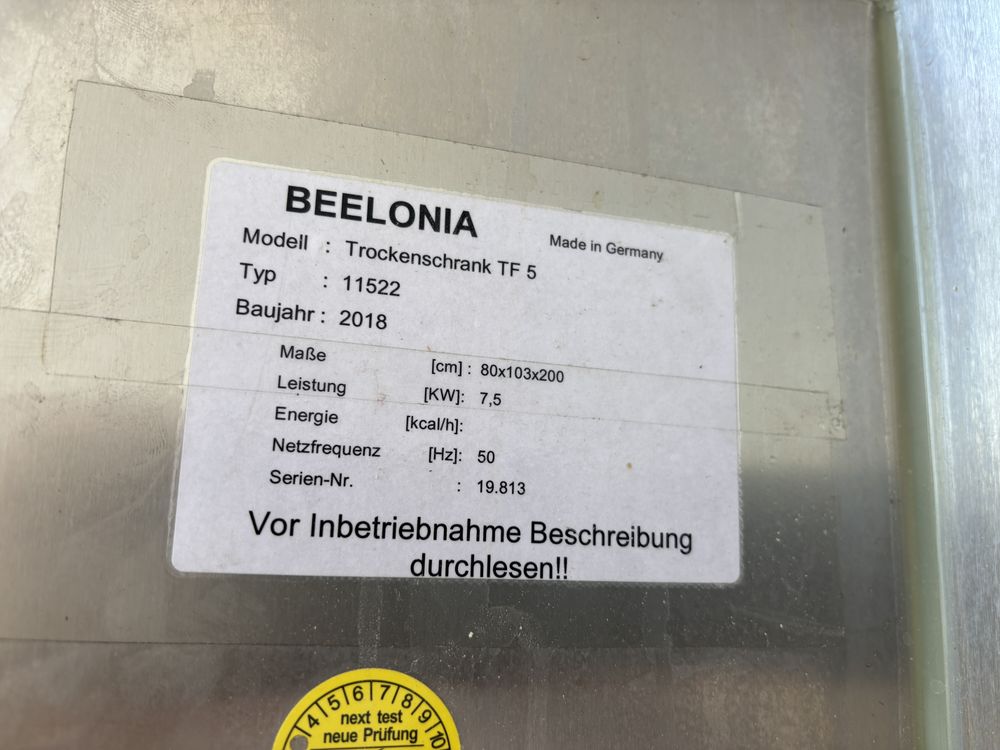 BEELONIA
Made in Germany
Modell : Trockenschrank TF 5
Typ : 11522
Baujahr : 2018
Maße [cm] : 80x103x200
Leistung [KW]: 7,5
Energie [kcal/h]:
Netzfrequenz [Hz]: 50
Serien-Nr. : 19.813
Vor Inbetriebnahme Beschreibung
durchlesen!!
4 5 6 7 8 9 10
next test
neue Prüfung